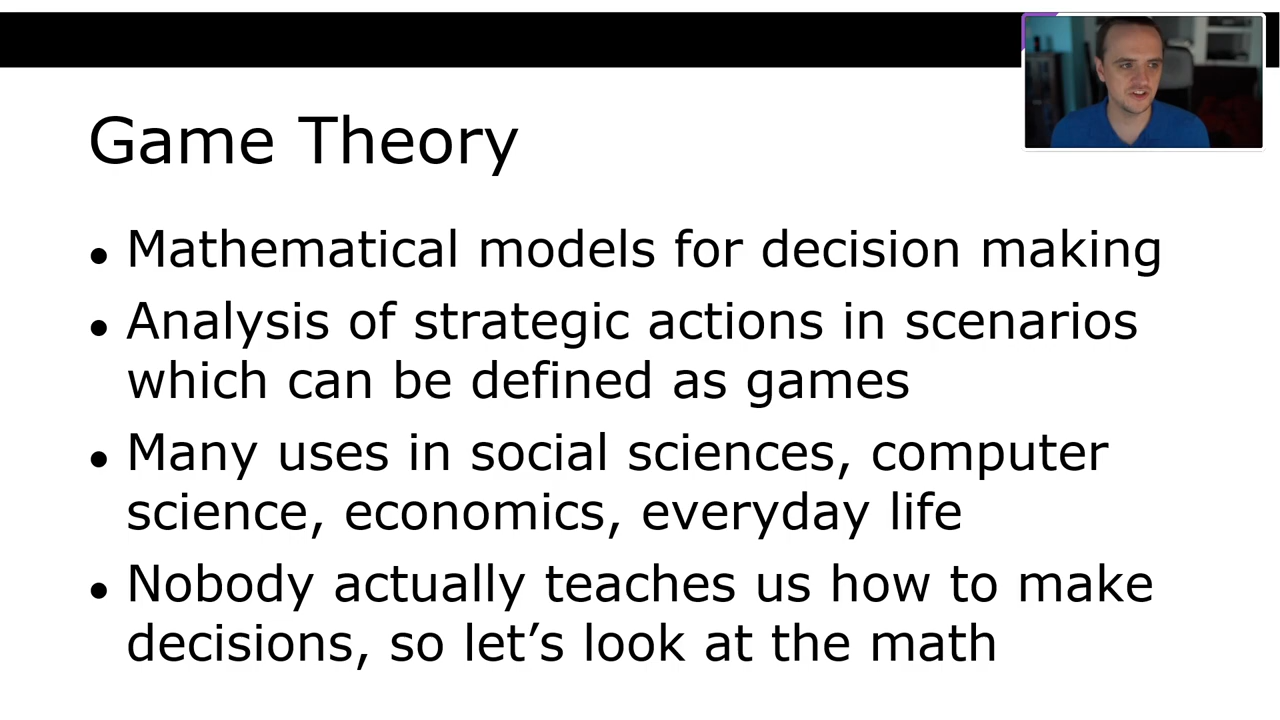 Game Theory
• Mathematical models for decision making
• Analysis of strategic actions in scenarios
which can be defined as games
• Many uses in social sciences, computer
science, economics, everyday life
• Nobody actually teaches us how to make
decisions, so let’s look at the math